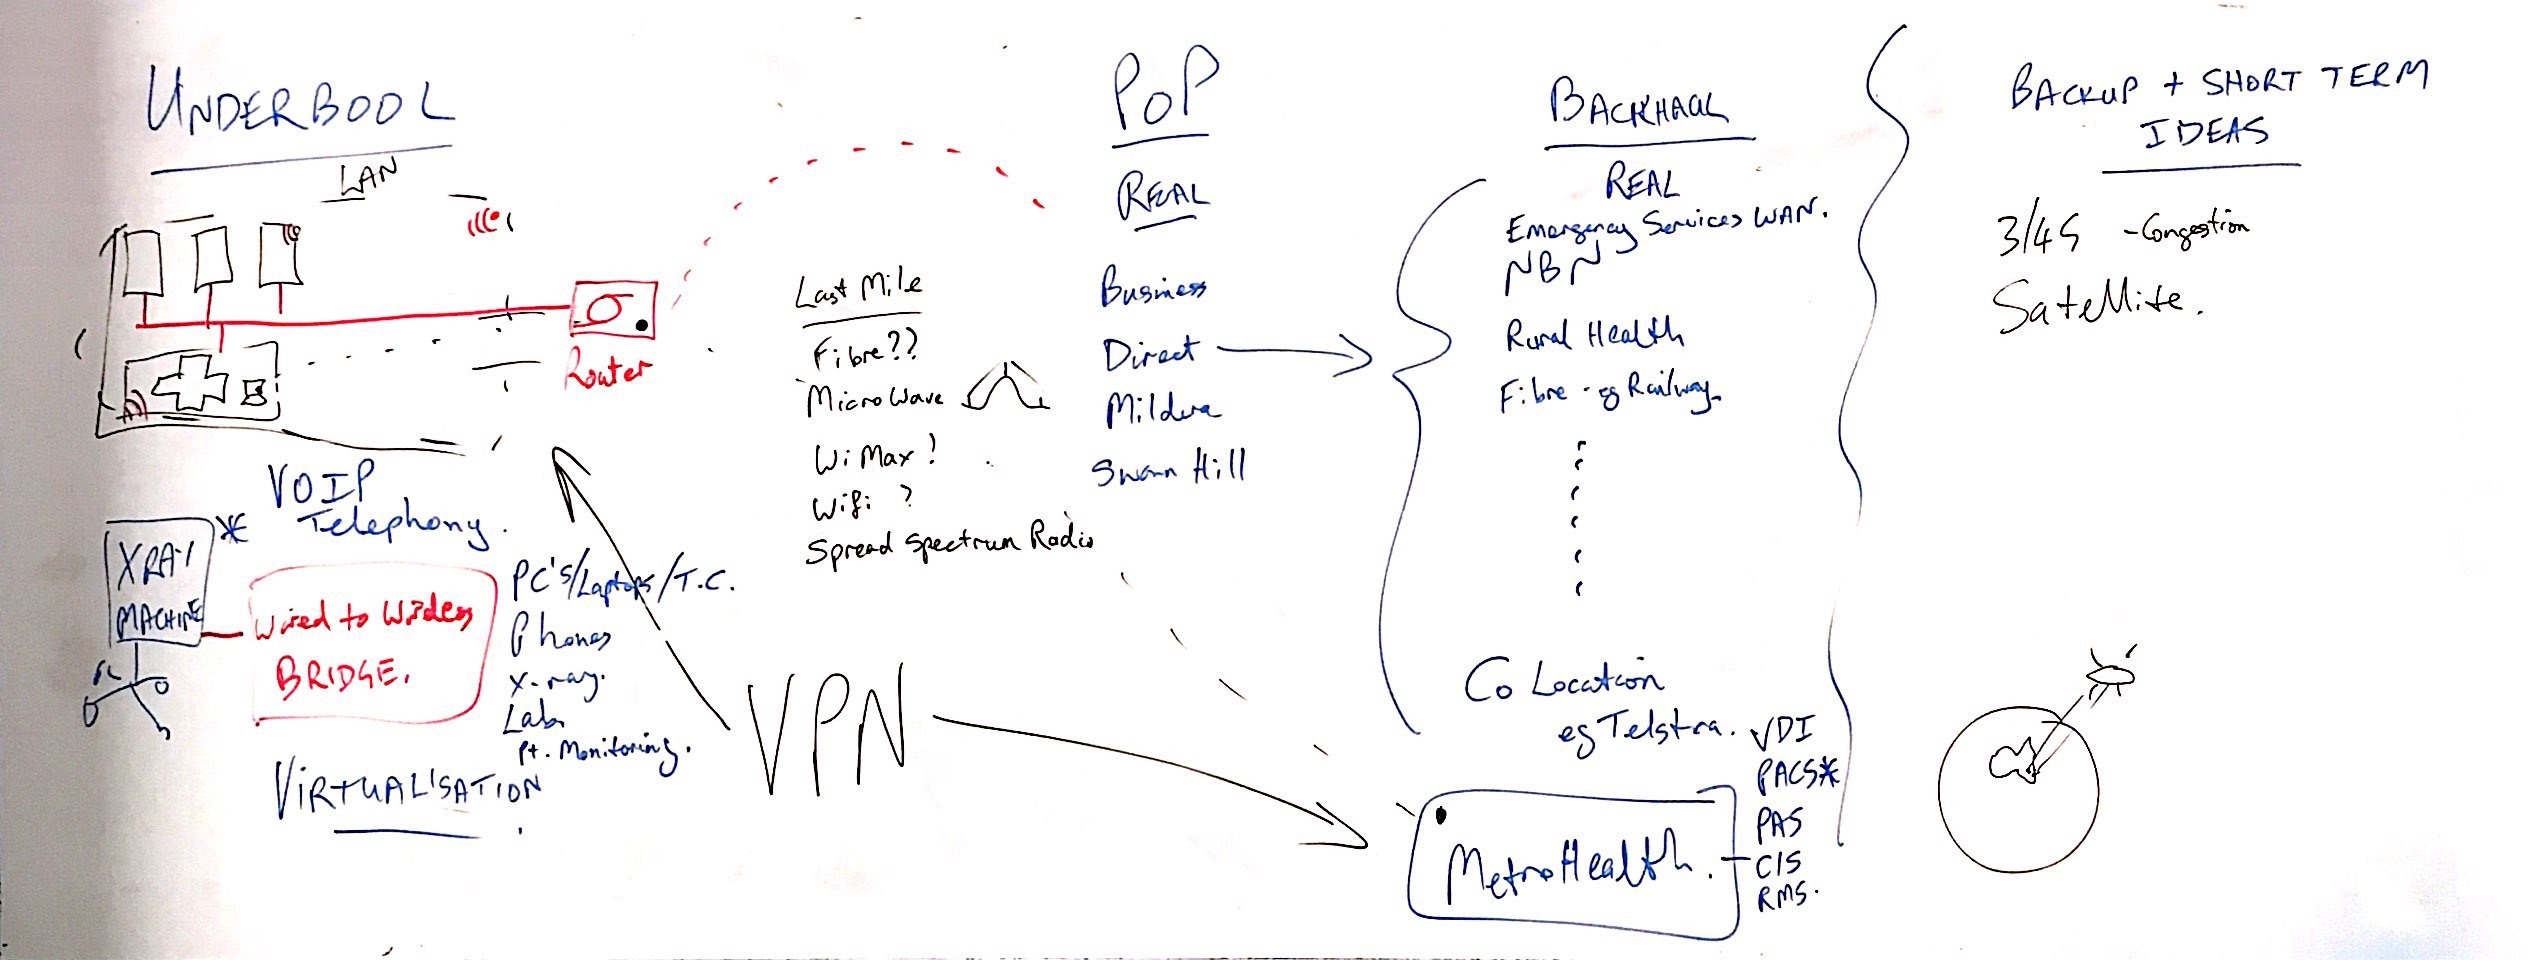 UNDERBOOL
LAN
Router
VOIP
Telephony.
XRAY
MACHINE
*
Wired to Wireless
BRIDGE.
PC's/Laptops/T.C.
Phones
X-ray.
Labs
Pt. Monitoring.
VIRTUALISATION
VPN
Last Mile
Fibre??
MicroWave
WiMax!
Wifi ?
Spread Spectrum Radio
PoP
REAL
Business
Direct
Mildura
Swan Hill
BACKHAUL
REAL
Emergency Services WAN.
NBN
Rural Health
Fibre - eg Railway.
Co Location
eg Telstra.
MetroHealth.
VDI
PACS*
PAS
CIS
RMS.
BACKUP + SHORT TERM
IDEAS
3/4G - Congestion
Satellite.